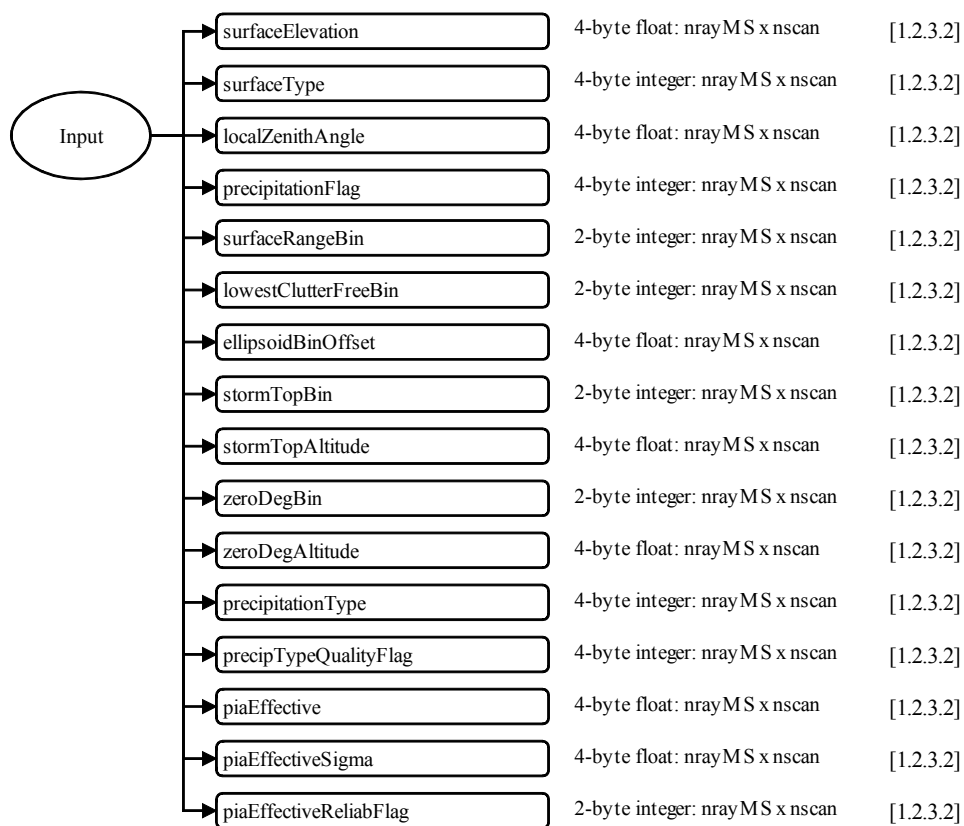 surfaceElevation 4-byte float: nrayMS x nscan [1.2.3.2]
surfaceType 4-byte integer: nrayMS x nscan [1.2.3.2]
Input localZenithAngle 4-byte float: nrayMS x nscan [1.2.3.2]
precipitationFlag 4-byte integer: nrayMS x nscan [1.2.3.2]
surfaceRangeBin 2-byte integer: nrayMS x nscan [1.2.3.2]
lowestClutterFreeBin 2-byte integer: nrayMS x nscan [1.2.3.2]
ellipsoidBinOffset 4-byte float: nrayMS x nscan [1.2.3.2]
stormTopBin 2-byte integer: nrayMS x nscan [1.2.3.2]
stormTopAltitude 4-byte float: nrayMS x nscan [1.2.3.2]
zeroDegBin 2-byte integer: nrayMS x nscan [1.2.3.2]
zeroDegAltitude 4-byte float: nrayMS x nscan [1.2.3.2]
precipitationType 4-byte integer: nrayMS x nscan [1.2.3.2]
precipTypeQualityFlag 4-byte integer: nrayMS x nscan [1.2.3.2]
piaEffective 4-byte float: nrayMS x nscan [1.2.3.2]
piaEffectiveSigma 4-byte float: nrayMS x nscan [1.2.3.2]
piaEffectiveReliabFlag 2-byte integer: nrayMS x nscan [1.2.3.2]